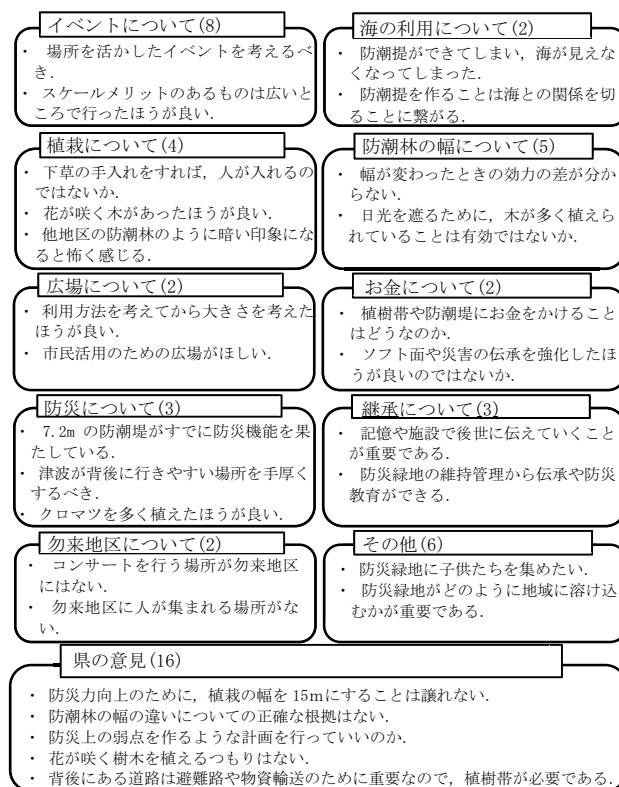 イベントについて(8)
・ 場所を活かしたイベントを考えるべ
き.
・ スケールメリットのあるものは広いと
ころで行ったほうが良い.
海の利用について(2)
・ 防潮提ができてしまい，海が見えな
くなってしまった.
・ 防潮提を作ることは海との関係を切
ることに繋がる.
植栽について(4)
・ 下草の手入れをすれば，人が入れるの
ではないか.
・ 花が咲く木があったほうが良い.
・ 他地区の防潮林のように暗い印象にな
ると怖く感じる.
防潮林の幅について(5)
・ 幅が変わったときの効力の差が分か
らない.
・ 日光を遮るために，木が多く植えら
れていることは有効ではないか.
広場について(2)
・ 利用方法を考えてから大きさを考えた
ほうが良い.
・ 市民活用のための広場がほしい.
お金について(2)
・ 植樹帯や防潮堤にお金をかけること
はどうなのか.
・ ソフト面や災害の伝承を強化したほ
うが良いのではないか.
防災について(3)
・ 7.2m の防潮堤がすでに防災機能を果
たしている.
・ 津波が背後に行きやすい場所を手厚く
するべき.
・ クロマツを多く植えたほうが良い.
継承について(3)
・ 記憶や施設で後世に伝えていくこと
が重要である.
・ 防災緑地の維持管理から伝承や防災
教育ができる.
勿来地区について(2)
・ コンサートを行う場所が勿来地区
にはない.
・ 勿来地区に人が集まれる場所がな
い.
その他(6)
・ 防災緑地に子供たちを集めたい.
・ 防災緑地がどのように地域に溶け込
むかが重要である.
県の意見(16)
・ 防災力向上のために，植栽の幅を 15mにすることは譲れない.
・ 防潮林の幅の違いについての正確な根拠はない.
・ 防災上の弱点を作るような計画を行っていいのか.
・ 花が咲く樹木を植えるつもりはない.
・ 背後にある道路は避難路や物資輸送のために重要なので，植樹帯が必要である.